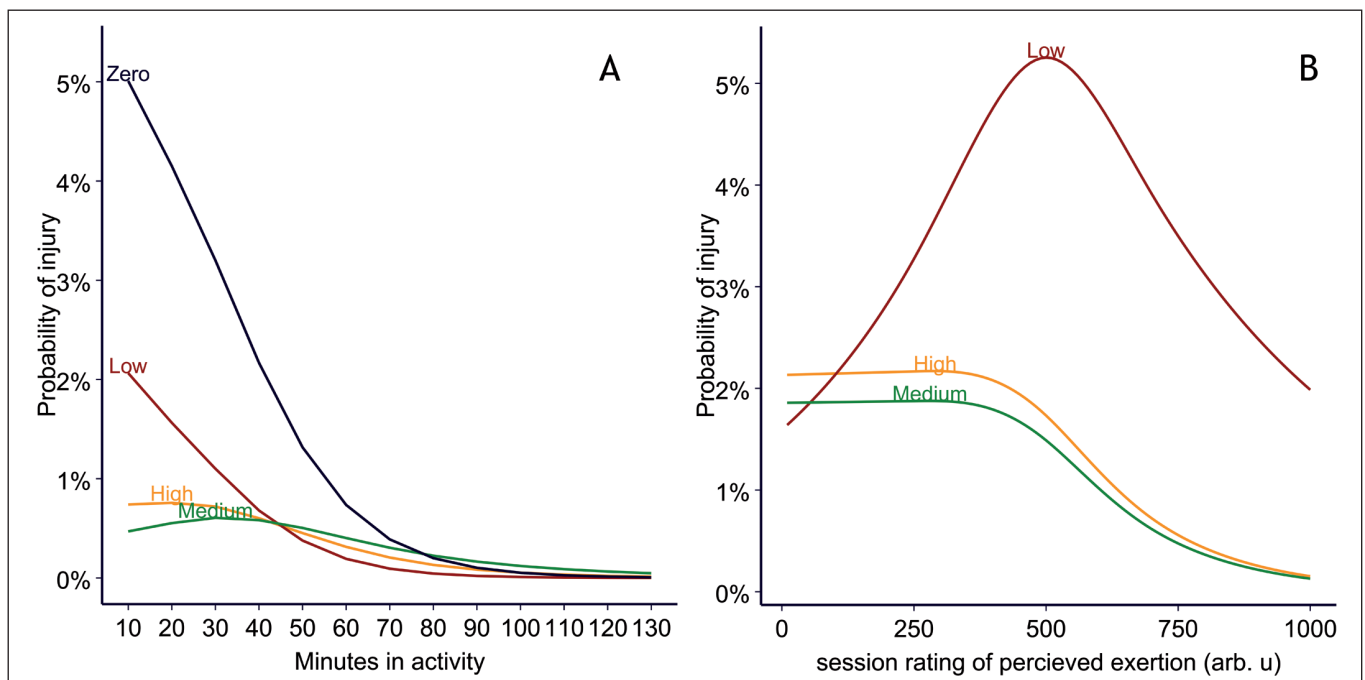 A
Probability of injury
5%
4%
3%
2%
1%
0%
Zero
Low
High
Medium
10 20 30 40 50 60 70 80 90 100 110 120 130
Minutes in activity
B
Probability of injury
5%
4%
3%
2%
1%
0%
Low
High
Medium
0 250 500 750 1000
session rating of percieved exertion (arb. u)